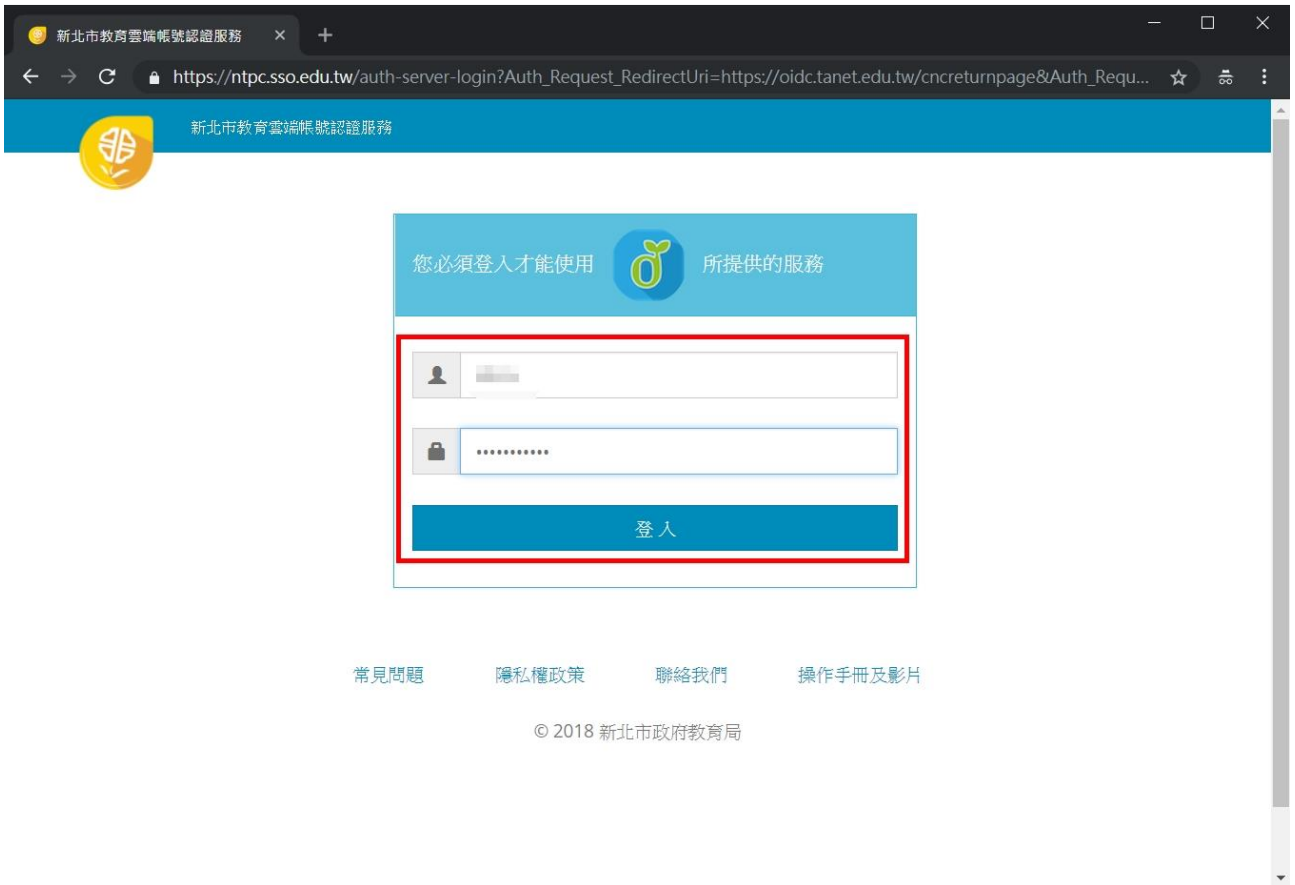 新北市教育雲端帳號認證服務
https://ntpc.sso.edu.tw/auth-server-login?Auth_Request_RedirectUri=https://oidc.tanet.edu.tw/cncreturnpage&Auth_Requ...
新北市教育雲端帳號認證服務
您必須登入才能使用 所提供的服務
•••••••••••
登入
常見問題 隱私權政策 聯絡我們 操作手冊及影片
© 2018 新北市政府教育局